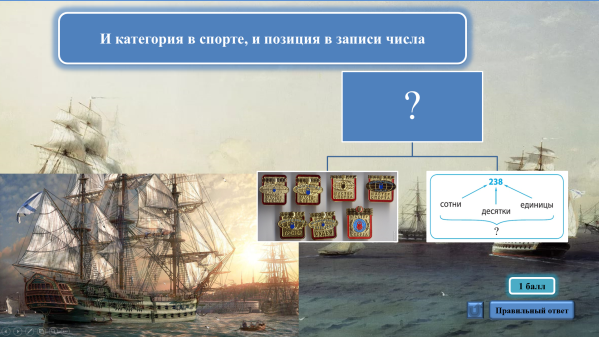 И категория в спорте, и позиция в записи числа
?
238
сотни
десятки
единицы
?
1 балл
Правильный ответ